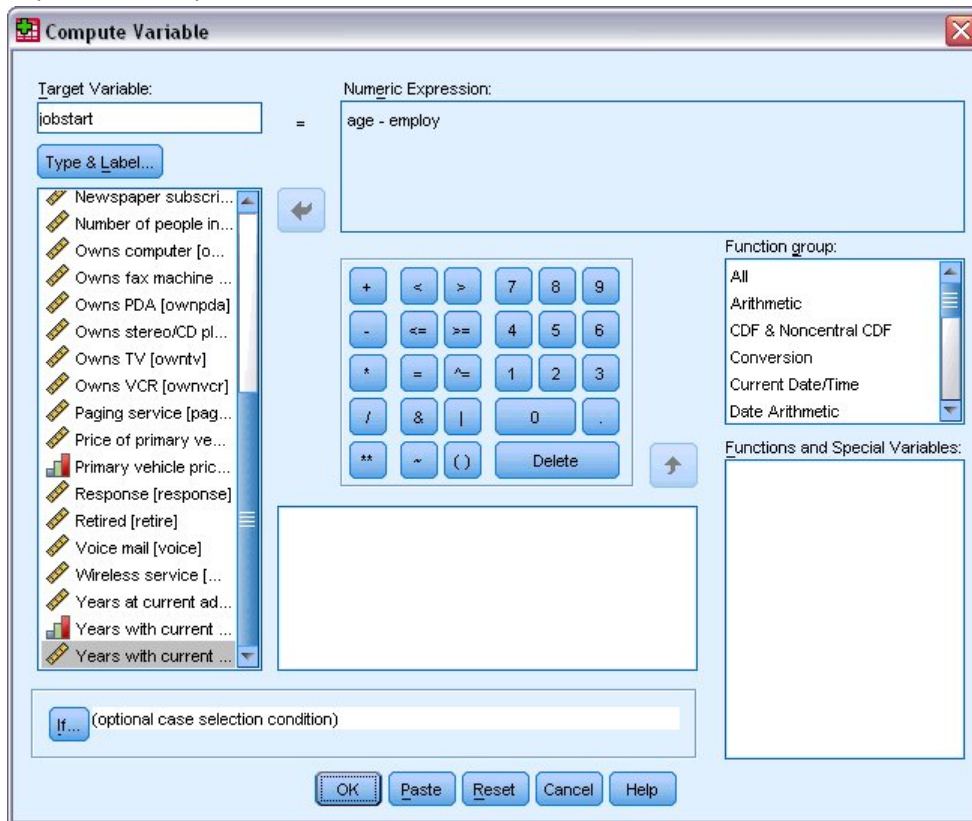 Compute Variable
Target Variable:
jobstart
=
Numeric Expression:
age - employ
Type & Label...
Newspaper subscri...
Number of people in...
Owns computer [o...
Owns fax machine ...
Owns PDA [ownpda]
Owns stereo/CD pl...
Owns TV [owntv]
Owns VCR [ownvcr]
Paging service [pag...
Price of primary ve...
Primary vehicle pric...
Response [response]
Retired [retire]
Voice mail [voice]
Wireless service [...
Years at current ad...
Years with current ...
Years with current ...
+ < > 7 8 9
- <= >= 4 5 6
* = ~= 1 2 3
/ & | 0 .
** ~ ( ) Delete
Function group:
All
Arithmetic
CDF & Noncentral CDF
Conversion
Current Date/Time
Date Arithmetic
Functions and Special Variables:
If... (optional case selection condition)
OK Paste Reset Cancel Help